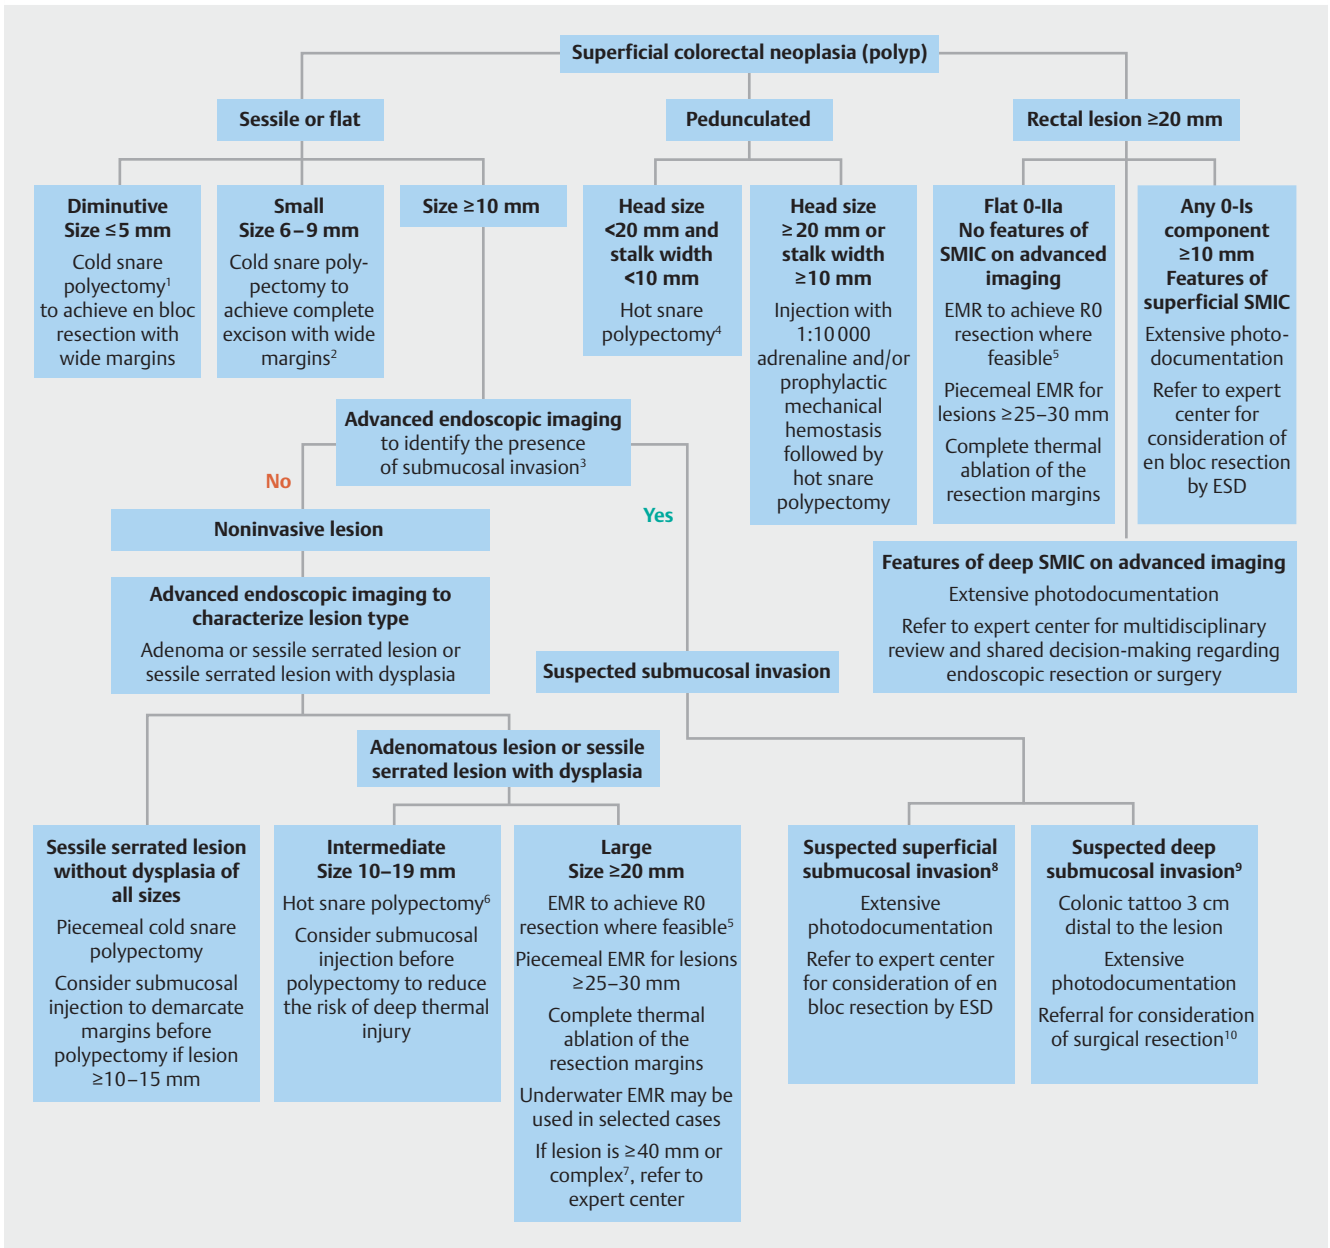 Superficial colorectal neoplasia (polyp)
Sessile or flat
Pedunculated
Rectal lesion ≥20 mm
Diminutive
Size ≤5 mm
Cold snare
polyectomy¹
to achieve en bloc
resection with
wide margins
Small
Size 6–9 mm
Cold snare poly-
pectomy to
achieve complete
excison with wide
margins²
Size ≥10 mm
Head size
<20 mm and
stalk width
<10 mm
Hot snare
polypectomy⁴
Head size
≥20 mm or
stalk width
≥10 mm
Injection with
1:10 000
adrenaline and/or
prophylactic
mechanical
hemostasis
followed by
hot snare
polypectomy
Flat 0-IIa
No features of
SMIC on advanced
imaging
EMR to achieve R0
resection where
feasible⁵
Piecemeal EMR for
lesions ≥25–30 mm
Complete thermal
ablation of the
resection margins
Any 0-Is
component
≥10 mm
Features of
superficial SMIC
Extensive photo-
documentation
Refer to expert
center for
consideration of
en bloc resection
by ESD
Advanced endoscopic imaging
to identify the presence
of submucosal invasion³
No
Yes
Noninvasive lesion
Advanced endoscopic imaging to
characterize lesion type
Adenoma or sessile serrated lesion or
sessile serrated lesion with dysplasia
Suspected submucosal invasion
Features of deep SMIC on advanced imaging
Extensive photodocumentation
Refer to expert center for multidisciplinary
review and shared decision-making regarding
endoscopic resection or surgery
Adenomatous lesion or sessile
serrated lesion with dysplasia
Sessile serrated lesion
without dysplasia of
all sizes
Piecemeal cold snare
polypectomy
Consider submucosal
injection to demarcate
margins before
polypectomy if lesion
≥10–15 mm
Intermediate
Size 10–19 mm
Hot snare polypectomy⁶
Consider submucosal
injection before
polypectomy to reduce
the risk of deep thermal
injury
Large
Size ≥20 mm
EMR to achieve R0
resection where feasible⁵
Piecemeal EMR for lesions
≥25–30 mm
Complete thermal
ablation of the
resection margins
Underwater EMR may be
used in selected cases
If lesion is ≥40 mm or
complex⁷, refer to
expert center
Suspected superficial
submucosal invasion⁸
Extensive
photodocumentation
Refer to expert center
for consideration of en
bloc resection by ESD
Suspected deep
submucosal invasion⁹
Colonic tattoo 3 cm
distal to the lesion
Extensive
photodocumentation
Referral for consideration
of surgical resection¹⁰